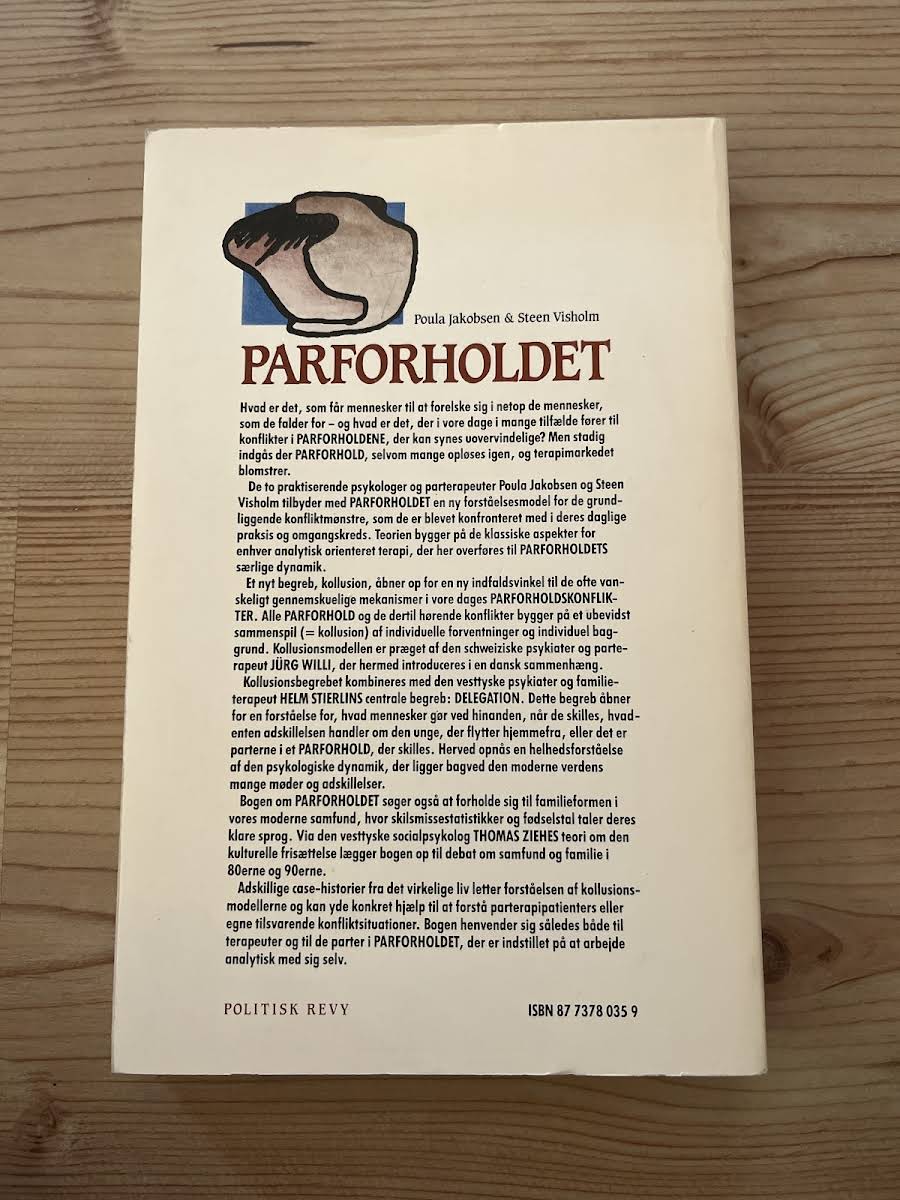 Poula Jakobsen & Steen Visholm
PARFORHOLDET
Hvad er det, som får mennesker til at forelske sig i netop de mennesker,
som de falder for – og hvad er det, der i vore dage i mange tilfælde fører til
konflikter i PARFORHOLDENE, der kan synes uovervindelige? Men stadig
indgås der PARFORHOLD, selvom mange opløses igen, og terapimarkedet
blomstrer.
De to praktiserende psykologer og parterapeuter Poula Jakobsen og Steen
Visholm tilbyder med PARFORHOLDET en ny forståelsesmodel for de grund-
liggende konfliktmønstre, som de er blevet konfronteret med i deres daglige
praksis og omgangskreds. Teorien bygger på de klassiske aspekter for
enhver analytisk orienteret terapi, der her overføres til PARFORHOLDETS
særlige dynamik.
Et nyt begreb, kollusion, åbner op for en ny indfaldsvinkel til de ofte van-
skeligt gennemskuelige mekanismer i vore dages PARFORHOLDSKONFLIK-
TER. Alle PARFORHOLD og de dertil hørende konflikter bygger på et ubevidst
sammenspil (= kollusion) af individuelle forventninger og individuel bag-
grund. Kollusionsmodellen er præget af den schweiziske psykiater og parte-
rapeut JÜRG WILLI, der hermed introduceres i en dansk sammenhæng.
Kollusionsbegrebet kombineres med den vesttyske psykiater og familie-
terapeut HELM STIERLINS centrale begreb: DELEGATION. Dette begreb åbner
for en forståelse for, hvad mennesker gør ved hinanden, når de skilles, hvad-
enten adskillelsen handler om den unge, der flytter hjemmefra, eller det er
parterne i et PARFORHOLD, der skilles. Herved opnås en helhedsforståelse
af den psykologiske dynamik, der ligger bagved den moderne verdens
mange møder og adskillelser.
Bogen om PARFORHOLDET søger også at forholde sig til familieformen i
vores moderne samfund, hvor skilsmissestatistikker og fødselstal taler deres
klare sprog. Via den vesttyske socialpsykolog THOMAS ZIEHES teori om den
kulturelle frisættelse lægger bogen op til debat om samfund og familie i
80erne og 90erne.
Adskillige case-historier fra det virkelige liv letter forståelsen af kollusions-
modellerne og kan yde konkret hjælp til at forstå parterapipatienters eller
egne tilsvarende konfliktsituationer. Bogen henvender sig således både til
terapeuter og til de parter i PARFORHOLDET, der er indstillet på at arbejde
analytisk med sig selv.
POLITISK REVY
ISBN 87 7378 035 9